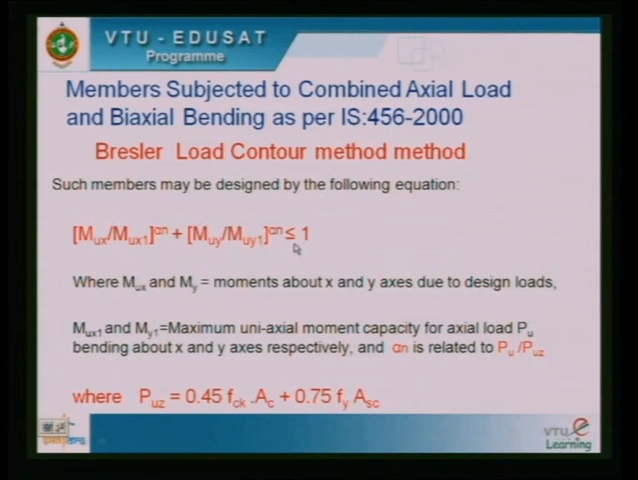 VTU - EDUSAT
Programme
Members Subjected to Combined Axial Load
and Biaxial Bending as per IS:456-2000
Bresler Load Contour method method
Such members may be designed by the following equation:
[Mux/Mux1]αn + [Muy/Muy1]αn ≤ 1
Where Mux and My = moments about x and y axes due to design loads,
Mux1 and My1=Maximum uni-axial moment capacity for axial load Pu
bending about x and y axes respectively, and αn is related to Pu/Puz
where Puz = 0.45 fck .Ac + 0.75 fy Asc
VTU e
Learning